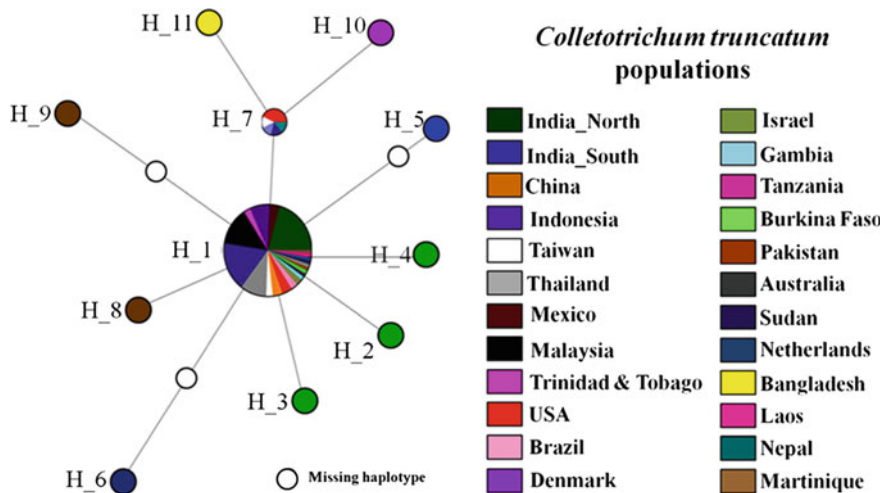 H_11
H_10
H_9
H_7
H_5
H_1
H_4
H_8
H_2
H_3
H_6
Missing haplotype
Colletotrichum truncatum
populations
India_North
India_South
China
Indonesia
Taiwan
Thailand
Mexico
Malaysia
Trinidad & Tobago
USA
Brazil
Denmark
Israel
Gambia
Tanzania
Burkina Faso
Pakistan
Australia
Sudan
Netherlands
Bangladesh
Laos
Nepal
Martinique